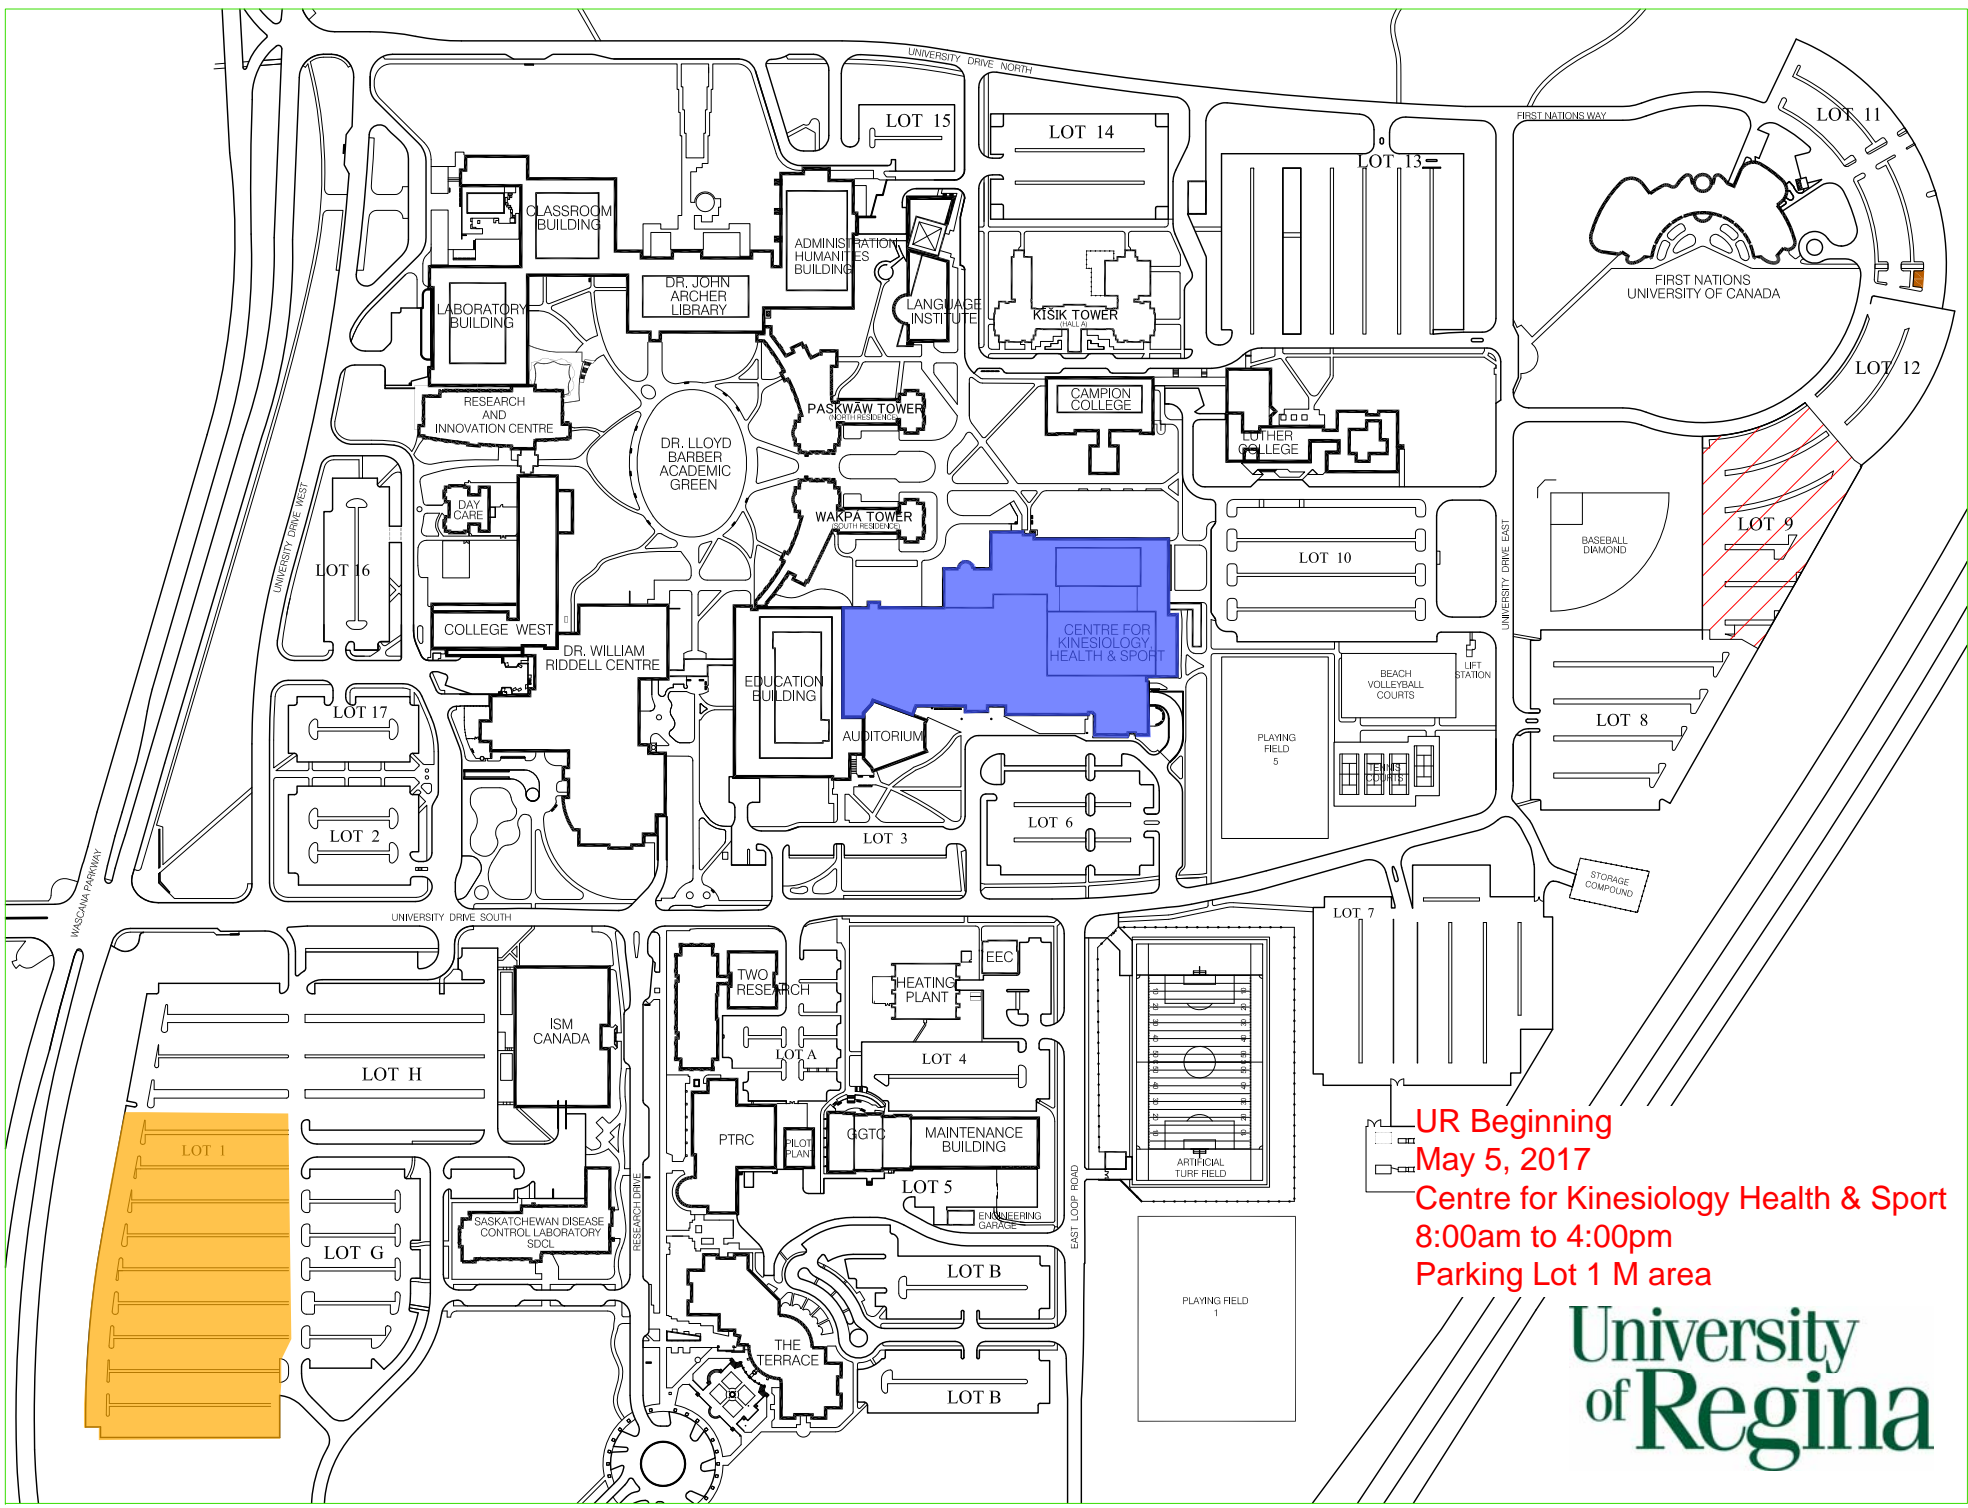 UNIVERSITY DRIVE NORTH
FIRST NATIONS WAY
LOT 11
LOT 15
LOT 14
LOT 13
CLASSROOM
BUILDING
ADMINISTRATION
HUMANITIES
BUILDING
DR. JOHN
ARCHER
LIBRARY
LABORATORY
BUILDING
LANGUAGE
INSTITUTE
KĪŠIK TOWER
(HALL A)
FIRST NATIONS
UNIVERSITY OF CANADA
LOT 12
RESEARCH
AND
INNOVATION CENTRE
PASKWĀW TOWER
(NORTH RESIDENCE)
CAMPION
COLLEGE
LUTHER
COLLEGE
DR. LLOYD
BARBER
ACADEMIC
GREEN
DAY
CARE
WAKPÁ TOWER
(SOUTH RESIDENCE)
UNIVERSITY DRIVE WEST
LOT 16
LOT 10
UNIVERSITY DRIVE EAST
BASEBALL
DIAMOND
LOT 9
COLLEGE WEST
DR. WILLIAM
RIDDELL CENTRE
CENTRE FOR
KINESIOLOGY,
HEALTH & SPORT
EDUCATION
BUILDING
AUDITORIUM
LIFT
STATION
BEACH
VOLLEYBALL
COURTS
LOT 17
LOT 8
PLAYING
FIELD
5
TENNIS
COURTS
LOT 2
LOT 3
LOT 6
WASCANA PARKWAY
STORAGE
COMPOUND
UNIVERSITY DRIVE SOUTH
LOT 7
TWO
RESEARCH
HEATING
PLANT
EEC
ISM
CANADA
LOT A
LOT 4
LOT H
LOT 1
PTRC
PILOT
PLANT
GGTC
MAINTENANCE
BUILDING
ARTIFICIAL
TURF FIELD
LOT 5
ENGINEERING
GARAGE
RESEARCH DRIVE
EAST LOOP ROAD
SASKATCHEWAN DISEASE
CONTROL LABORATORY
SDCL
LOT G
LOT B
PLAYING FIELD
1
THE
TERRACE
LOT B
UR Beginning
May 5, 2017
Centre for Kinesiology Health & Sport
8:00am to 4:00pm
Parking Lot 1 M area
University
of Regina